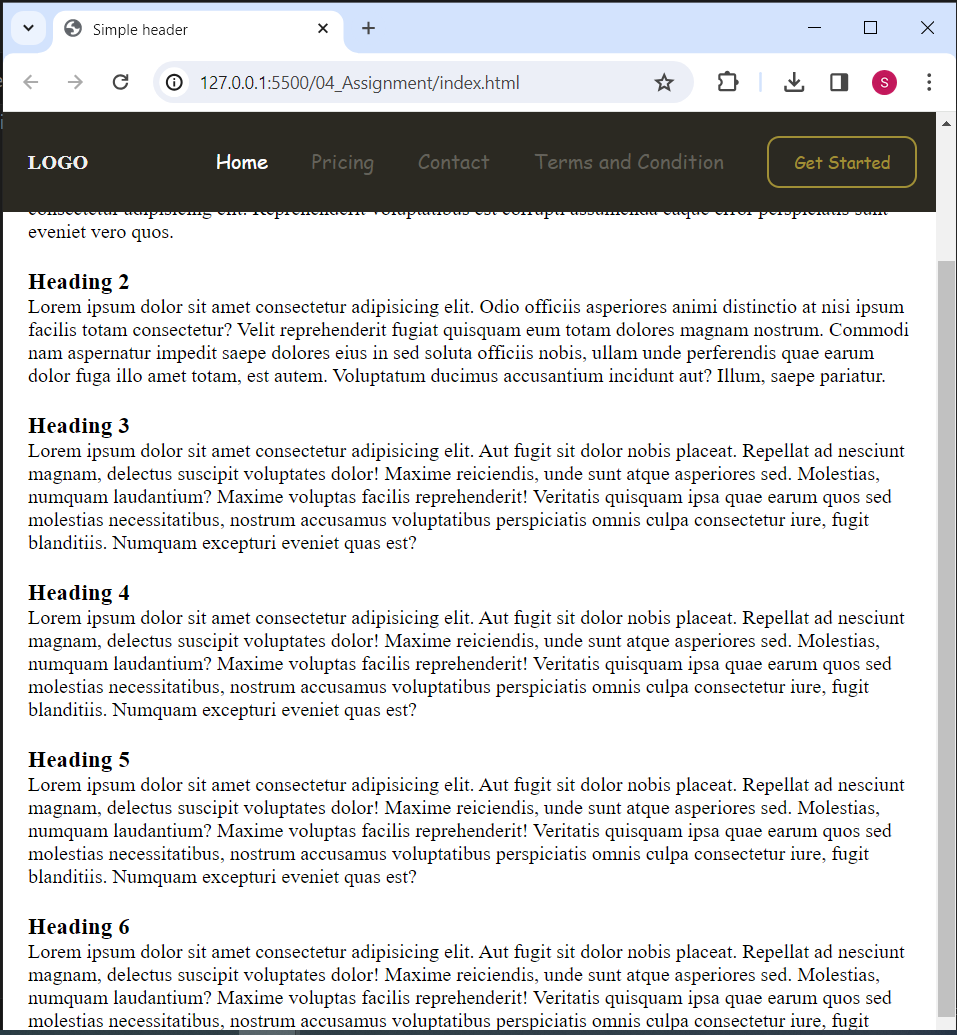 Simple header
127.0.0.1:5500/04_Assignment/index.html
S
LOGO
Home
Pricing
Contact
Terms and Condition
Get Started
consectetur adipisicing elit. Reprehenderit voluptatibus est corrupti assumenda eaque error perspiciatis sunt
eveniet vero quos.
Heading 2
Lorem ipsum dolor sit amet consectetur adipisicing elit. Odio officiis asperiores animi distinctio at nisi ipsum
facilis totam consectetur? Velit reprehenderit fugiat quisquam eum totam dolores magnam nostrum. Commodi
nam aspernatur impedit saepe dolores eius in sed soluta officiis nobis, ullam unde perferendis quae earum
dolor fuga illo amet totam, est autem. Voluptatum ducimus accusantium incidunt aut? Illum, saepe pariatur.
Heading 3
Lorem ipsum dolor sit amet consectetur adipisicing elit. Aut fugit sit dolor nobis placeat. Repellat ad nesciunt
magnam, delectus suscipit voluptates dolor! Maxime reiciendis, unde sunt atque asperiores sed. Molestias,
numquam laudantium? Maxime voluptas facilis reprehenderit! Veritatis quisquam ipsa quae earum quos sed
molestias necessitatibus, nostrum accusamus voluptatibus perspiciatis omnis culpa consectetur iure, fugit
blanditiis. Numquam excepturi eveniet quas est?
Heading 4
Lorem ipsum dolor sit amet consectetur adipisicing elit. Aut fugit sit dolor nobis placeat. Repellat ad nesciunt
magnam, delectus suscipit voluptates dolor! Maxime reiciendis, unde sunt atque asperiores sed. Molestias,
numquam laudantium? Maxime voluptas facilis reprehenderit! Veritatis quisquam ipsa quae earum quos sed
molestias necessitatibus, nostrum accusamus voluptatibus perspiciatis omnis culpa consectetur iure, fugit
blanditiis. Numquam excepturi eveniet quas est?
Heading 5
Lorem ipsum dolor sit amet consectetur adipisicing elit. Aut fugit sit dolor nobis placeat. Repellat ad nesciunt
magnam, delectus suscipit voluptates dolor! Maxime reiciendis, unde sunt atque asperiores sed. Molestias,
numquam laudantium? Maxime voluptas facilis reprehenderit! Veritatis quisquam ipsa quae earum quos sed
molestias necessitatibus, nostrum accusamus voluptatibus perspiciatis omnis culpa consectetur iure, fugit
blanditiis. Numquam excepturi eveniet quas est?
Heading 6
Lorem ipsum dolor sit amet consectetur adipisicing elit. Aut fugit sit dolor nobis placeat. Repellat ad nesciunt
magnam, delectus suscipit voluptates dolor! Maxime reiciendis, unde sunt atque asperiores sed. Molestias,
numquam laudantium? Maxime voluptas facilis reprehenderit! Veritatis quisquam ipsa quae earum quos sed
molestias necessitatibus, nostrum accusamus voluptatibus perspiciatis omnis culpa consectetur iure, fugit